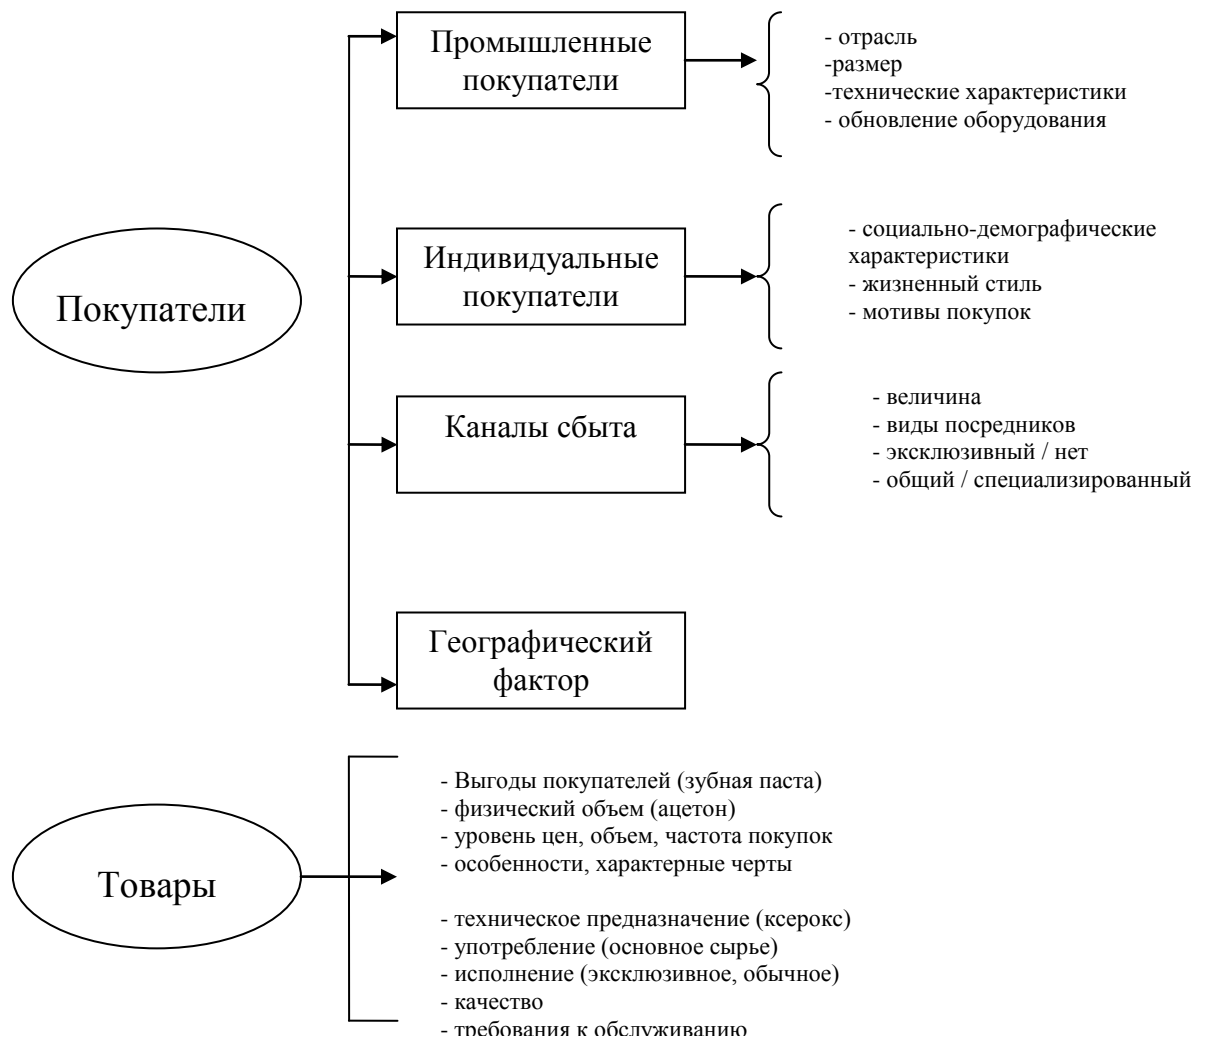 Покупатели
Промышленные
покупатели
- отрасль
-размер
-технические характеристики
- обновление оборудования
Индивидуальные
покупатели
- социально-демографические
характеристики
- жизненный стиль
- мотивы покупок
Каналы сбыта
- величина
- виды посредников
- эксклюзивный / нет
- общий / специализированный
Географический
фактор
Товары
- Выгоды покупателей (зубная паста)
- физический объем (ацетон)
- уровень цен, объем, частота покупок
- особенности, характерные черты
- техническое предназначение (ксерокс)
- употребление (основное сырье)
- исполнение (эксклюзивное, обычное)
- качество
- требования к обслуживанию